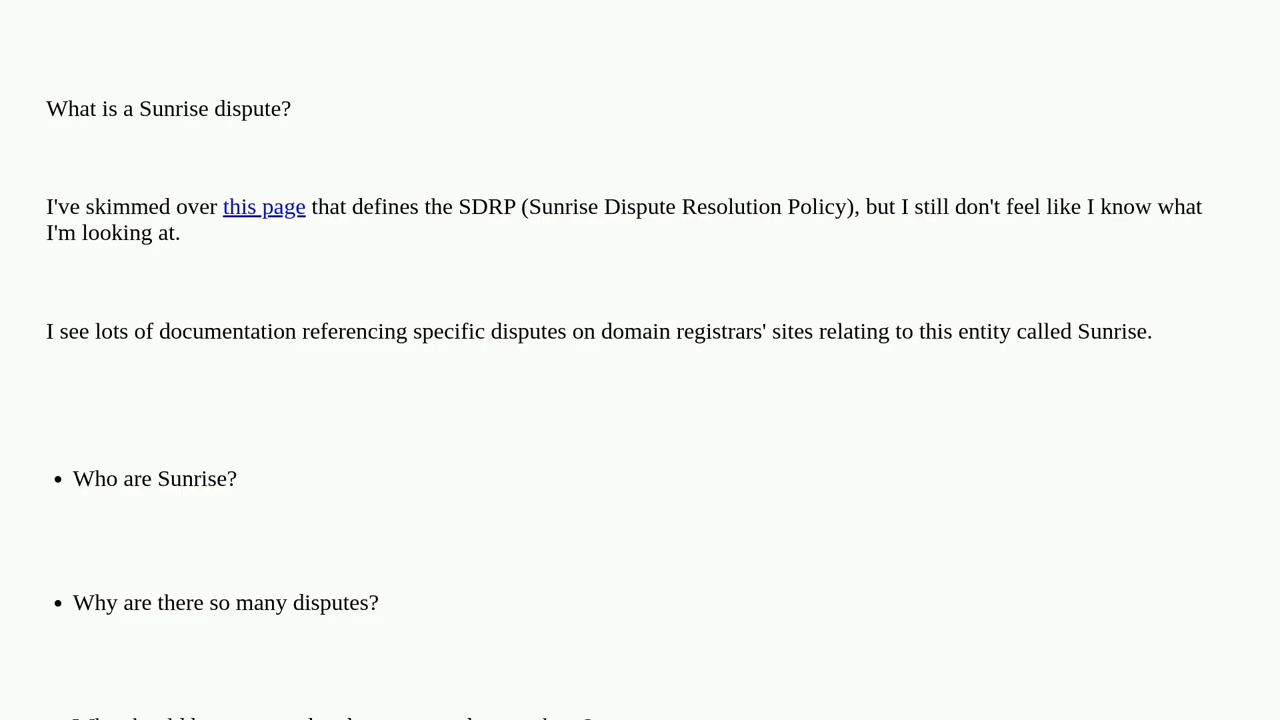 What is a Sunrise dispute?
I've skimmed over this page that defines the SDRP (Sunrise Dispute Resolution Policy), but I still don't feel like I know what
I'm looking at.
I see lots of documentation referencing specific disputes on domain registrars' sites relating to this entity called Sunrise.
• Who are Sunrise?
• Why are there so many disputes?